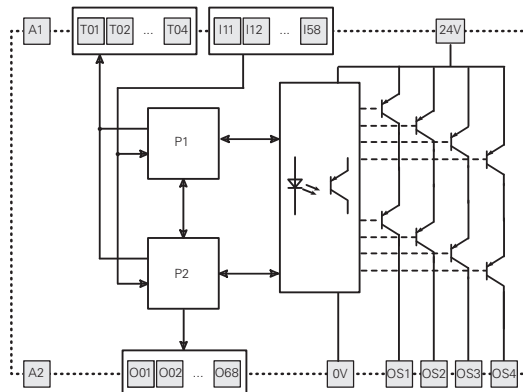 A1 T01 T02 ... T04 I11 I12 ... I58 24V
P1
P2
A2 O01 O02 ... O68 0V OS1 OS2 OS3 OS4